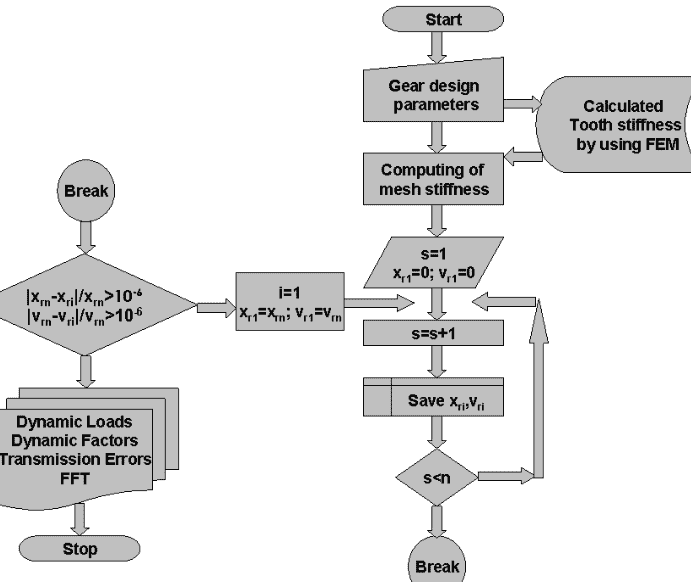 Start
Gear design
parameters
Calculated
Tooth stiffness
by using FEM
Computing of
mesh stiffness
s=1
xr1=0; vr1=0
s=s+1
Save xri,vri
s<n
Break
Break
|xrn-xri|/xrn>10-6
|vrn-vri|/vrn>10-6
i=1
xr1=xrn; vr1=vrn
Dynamic Loads
Dynamic Factors
Transmission Errors
FFT
Stop